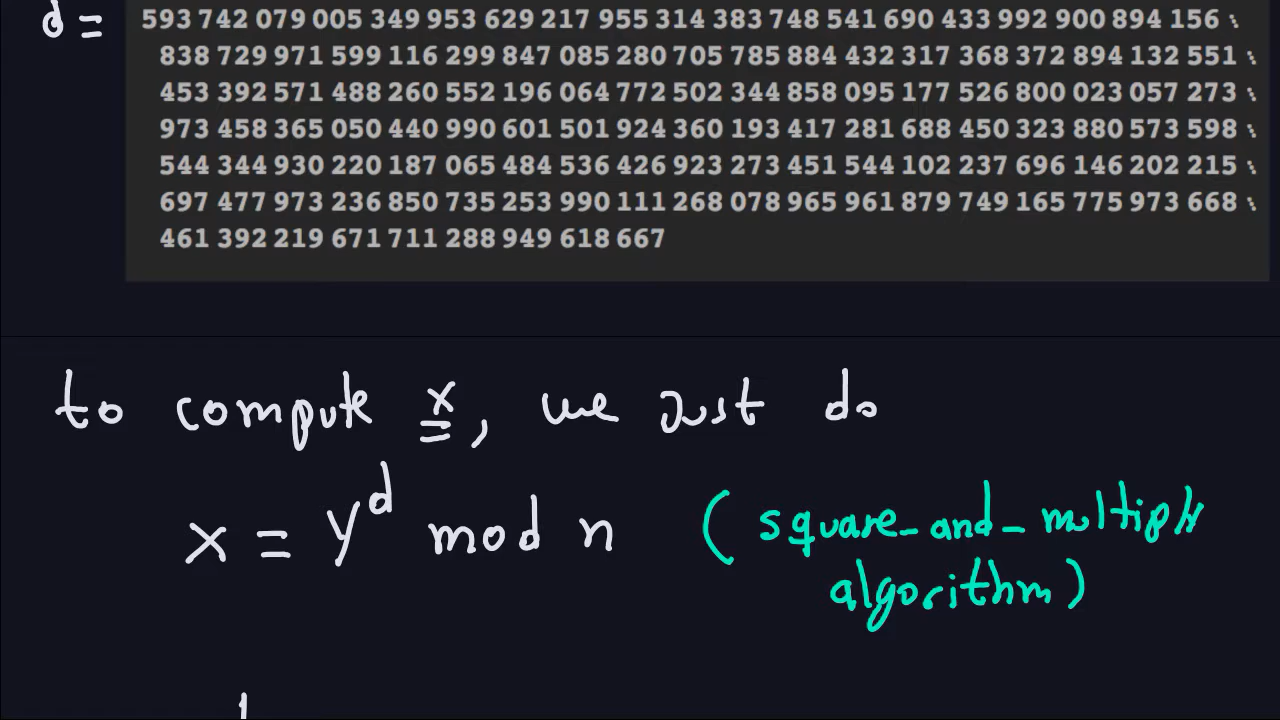 d = 593 742 079 005 349 953 629 217 955 314 383 748 541 690 433 992 900 894 156 \
838 729 971 599 116 299 847 085 280 705 785 884 432 317 368 372 894 132 551 \
453 392 571 488 260 552 196 064 772 502 344 858 095 177 526 800 023 057 273 \
973 458 365 050 440 990 601 501 924 360 193 417 281 688 450 323 880 573 598 \
544 344 930 220 187 065 484 536 426 923 273 451 544 102 237 696 146 202 215 \
697 477 973 236 850 735 253 990 111 268 078 965 961 879 749 165 775 973 668 \
461 392 219 671 711 288 949 618 667
to compute x, we just do
x = y^d mod n (square-and-multiply
algorithm)